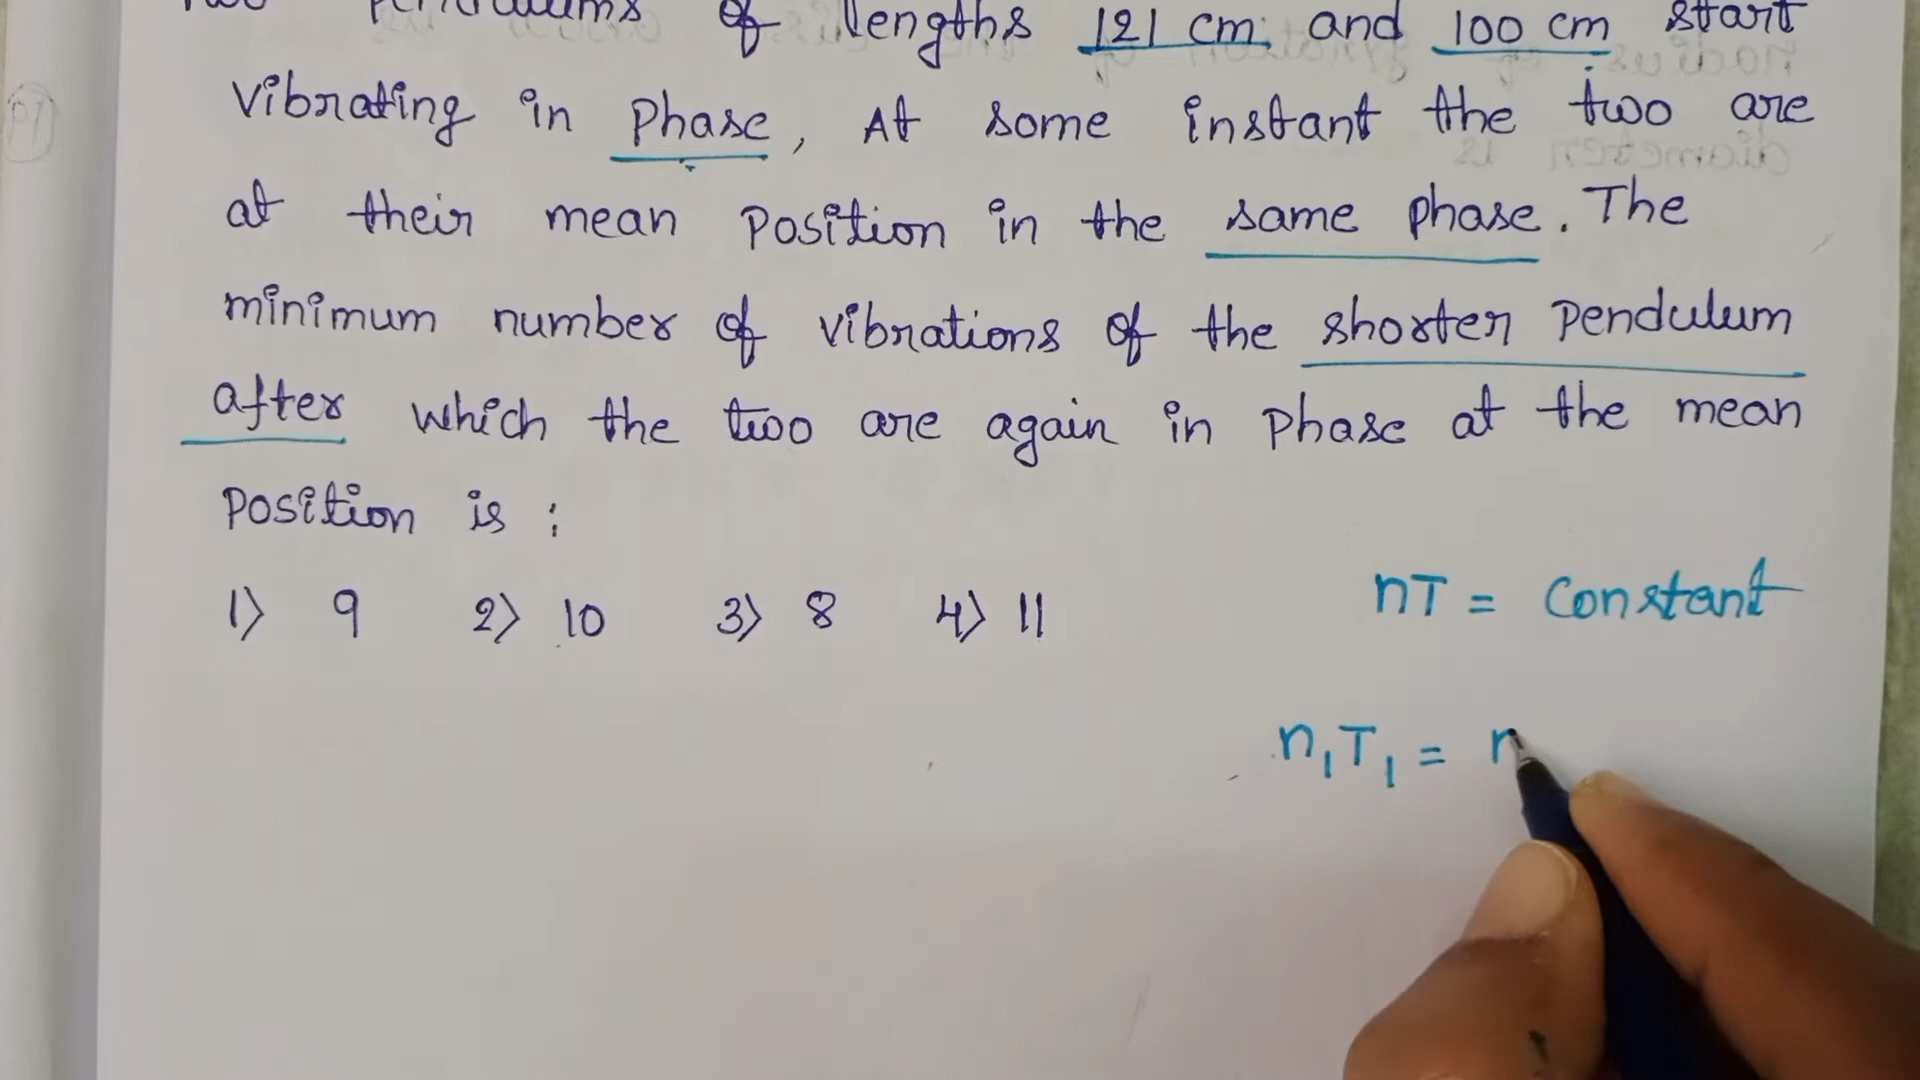 pendulums of lengths 121 cm and 100 cm start
vibrating in phase, At some instant the two are
at their mean position in the same phase. The
minimum number of vibrations of the shorter pendulum
after which the two are again in phase at the mean
position is :
1) 9 2) 10 3) 8 4) 11
nT = Constant
n₁T₁ = n